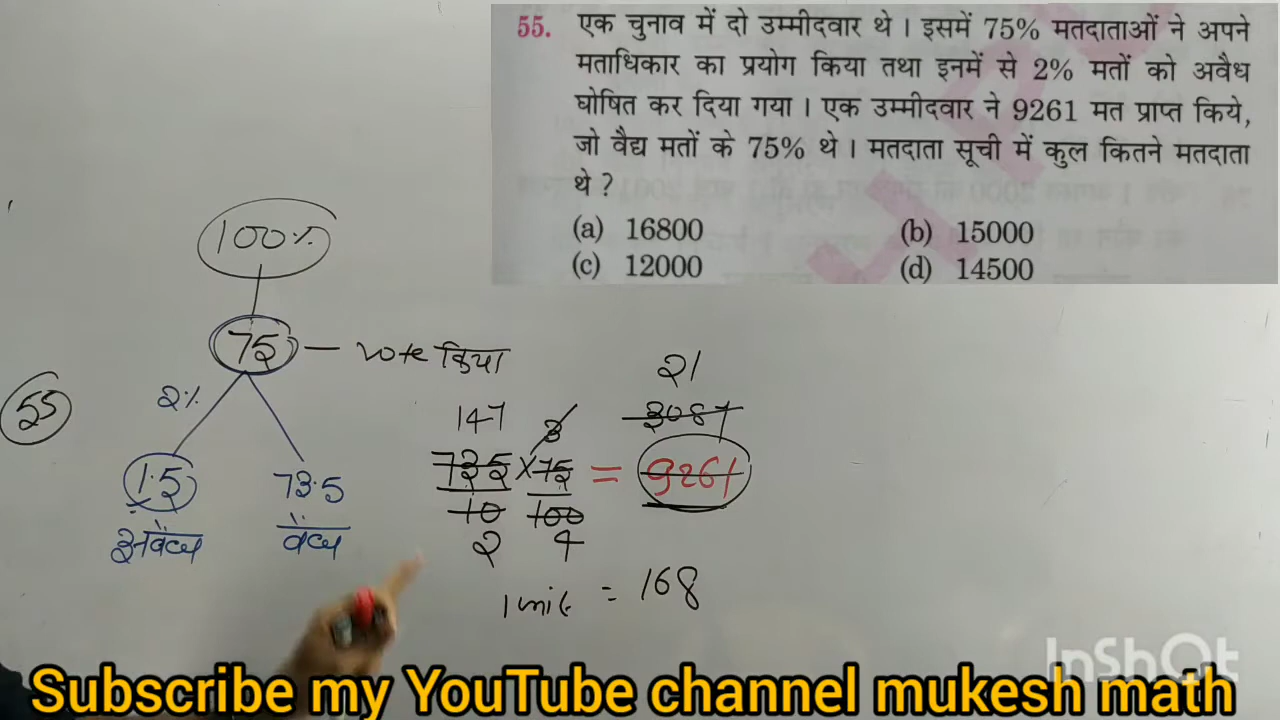 55. एक चुनाव में दो उम्मीदवार थे । इसमें 75% मतदाताओं ने अपने
मताधिकार का प्रयोग किया तथा इनमें से 2% मतों को अवैध
घोषित कर दिया गया । एक उम्मीदवार ने 9261 मत प्राप्त किये,
जो वैद्य मतों के 75% थे । मतदाता सूची में कुल कितने मतदाता
थे ?
(a) 16800 (b) 15000
(c) 12000 (d) 14500
100%
75 — vote किया
55
2%
1.5 73.5
अवैध्य वैध्य
21
147 3 3087
735 × 75 = 9261
10 100
2 4
1 unit = 168
InShOt
Subscribe my YouTube channel mukesh math